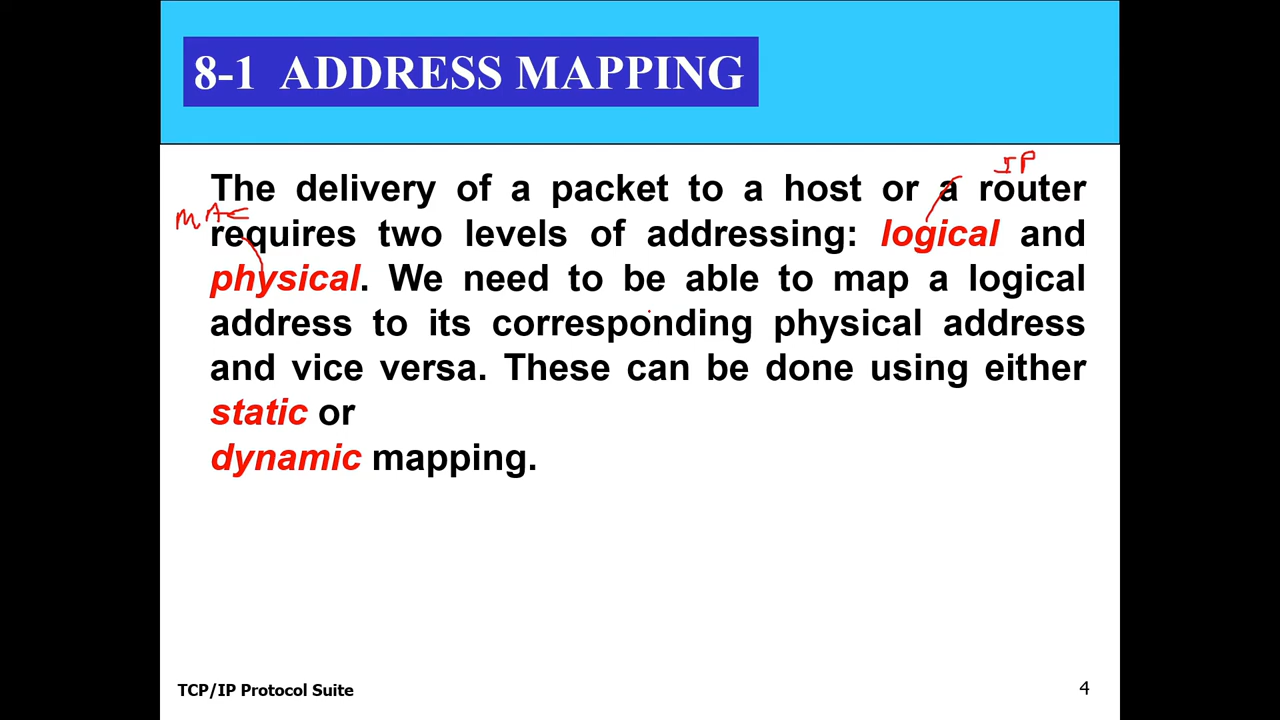 8-1 ADDRESS MAPPING
IP
The delivery of a packet to a host or a router
MAC
requires two levels of addressing: logical and
physical. We need to be able to map a logical
address to its corresponding physical address
and vice versa. These can be done using either
static or
dynamic mapping.
TCP/IP Protocol Suite
4